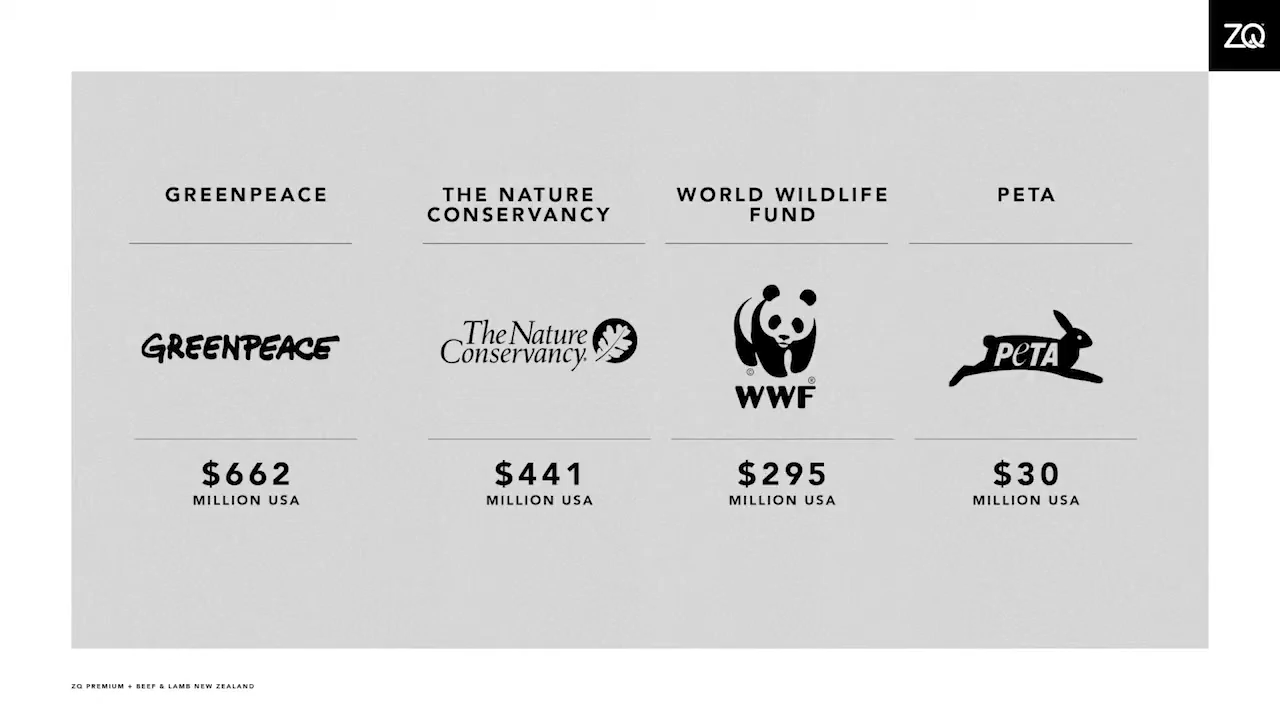 ZQ
GREENPEACE
THE NATURE
CONSERVANCY
WORLD WILDLIFE
FUND
PETA
GREENPEACE
The Nature
Conservancy
©
WWF
®
PeTA
$662
MILLION USA
$441
MILLION USA
$295
MILLION USA
$30
MILLION USA
ZQ PREMIUM + BEEF & LAMB NEW ZEALAND